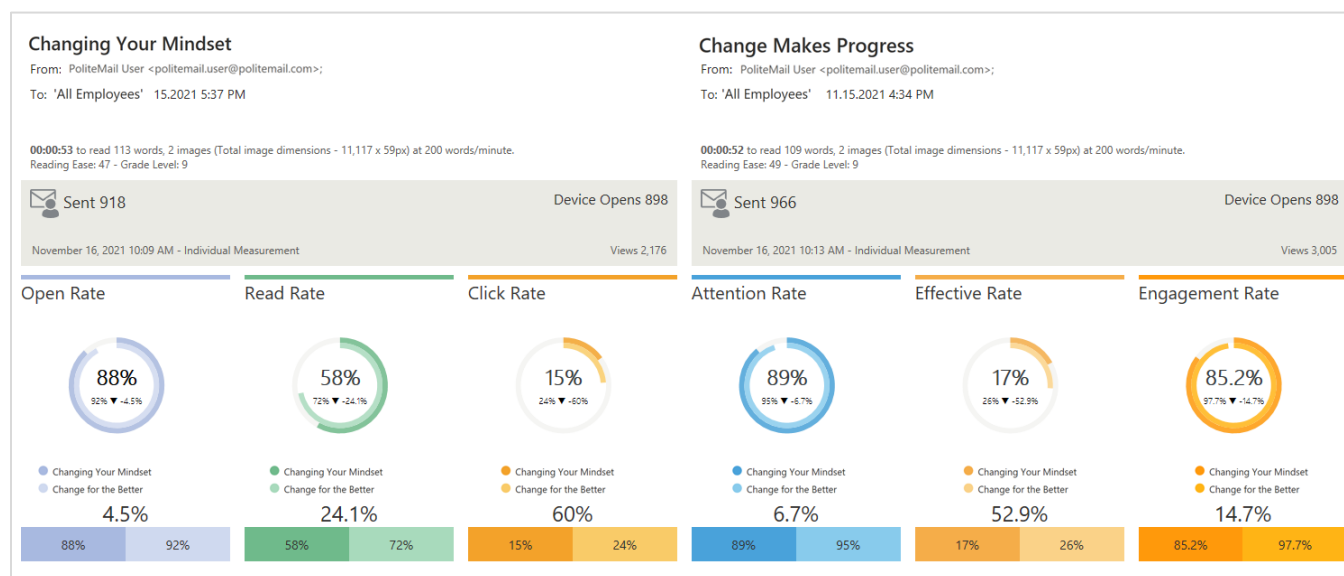 Changing Your Mindset
From: PoliteMail User <politemail.user@politemail.com>;
To: 'All Employees' 15.2021 5:37 PM
00:00:53 to read 113 words, 2 images (Total image dimensions - 11,117 x 59px) at 200 words/minute.
Reading Ease: 47 - Grade Level: 9
Sent 918
Device Opens 898
November 16, 2021 10:09 AM - Individual Measurement
Views 2,176
Change Makes Progress
From: PoliteMail User <politemail.user@politemail.com>;
To: 'All Employees' 11.15.2021 4:34 PM
00:00:52 to read 109 words, 2 images (Total image dimensions - 11,117 x 59px) at 200 words/minute.
Reading Ease: 49 - Grade Level: 9
Sent 966
Device Opens 898
November 16, 2021 10:13 AM - Individual Measurement
Views 3,005
Open Rate
88%
92% ▼ -4.5%
Changing Your Mindset
Change for the Better
4.5%
88% 92%
Read Rate
58%
72% ▼ -24.1%
Changing Your Mindset
Change for the Better
24.1%
58% 72%
Click Rate
15%
24% ▼ -60%
Changing Your Mindset
Change for the Better
60%
15% 24%
Attention Rate
89%
95% ▼ -6.7%
Changing Your Mindset
Change for the Better
6.7%
89% 95%
Effective Rate
17%
26% ▼ -52.9%
Changing Your Mindset
Change for the Better
52.9%
17% 26%
Engagement Rate
85.2%
97.7% ▼ -14.7%
Changing Your Mindset
Change for the Better
14.7%
85.2% 97.7%